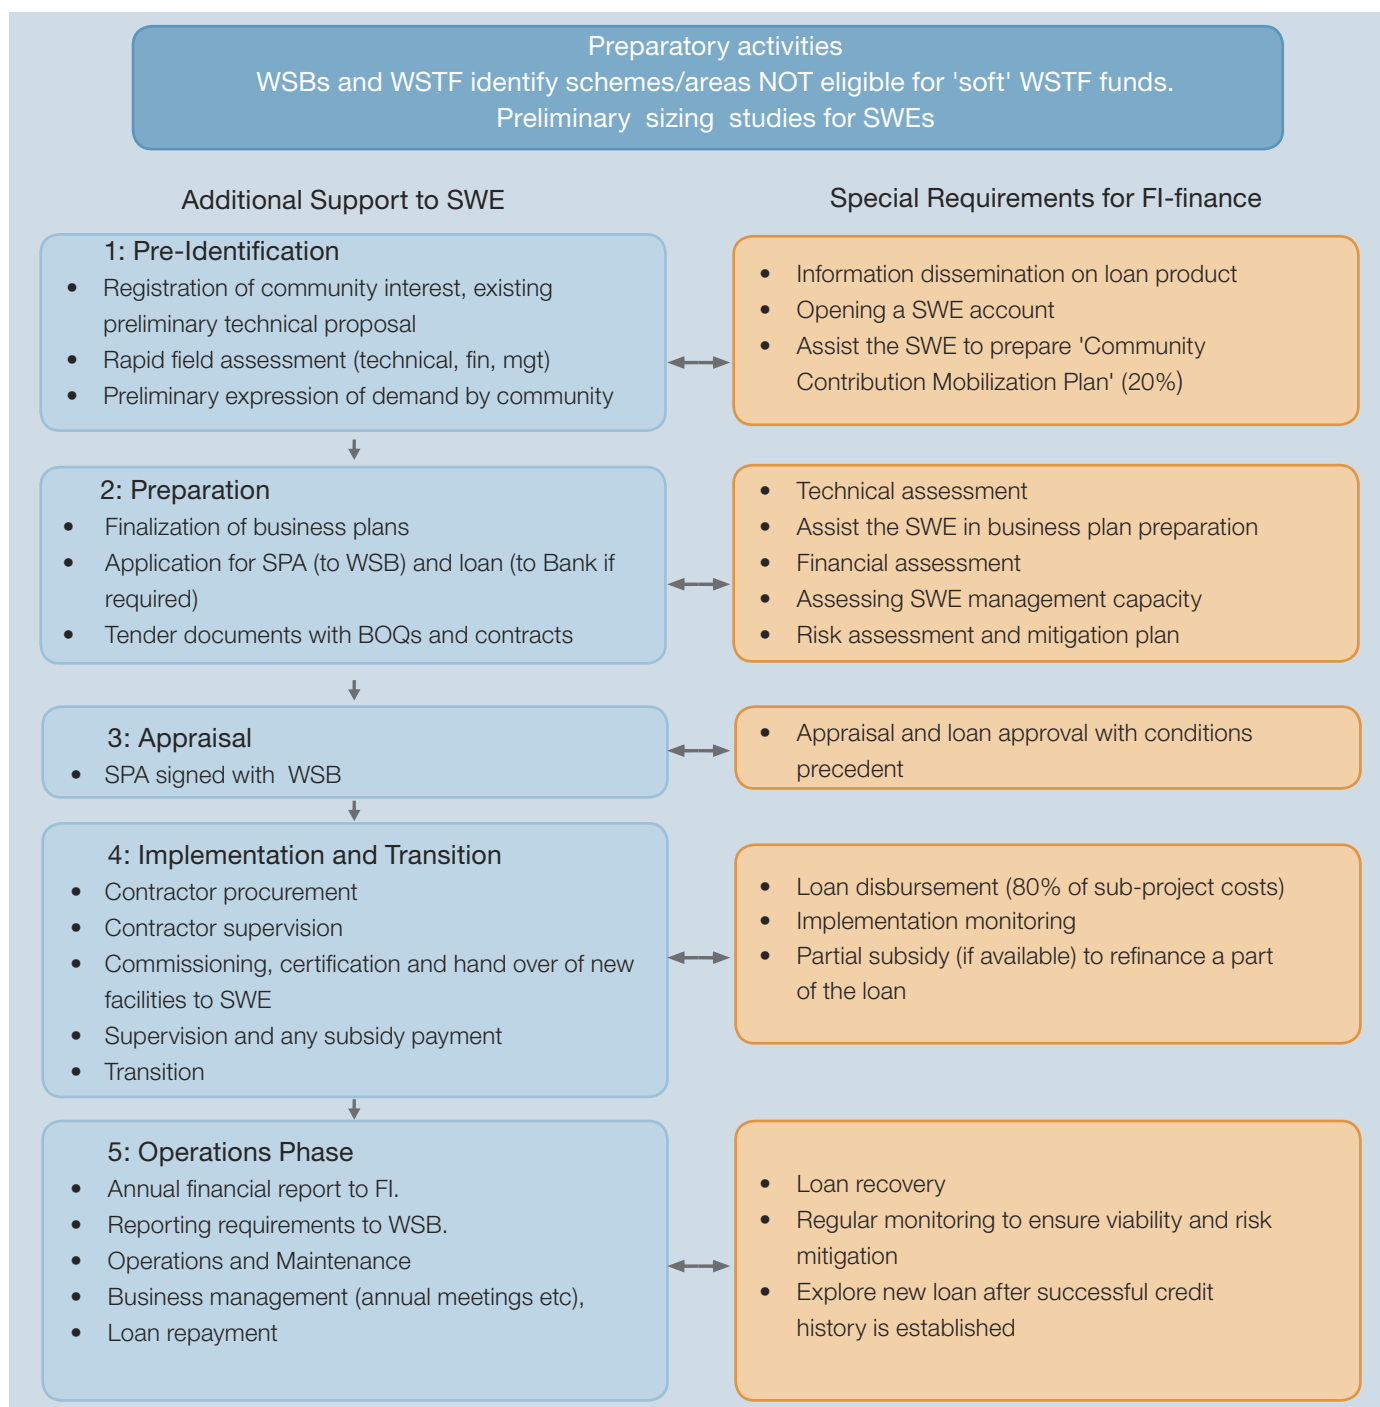 Preparatory activities
WSBs and WSTF identify schemes/areas NOT eligible for 'soft' WSTF funds.
Preliminary sizing studies for SWEs
Additional Support to SWE
Special Requirements for FI-finance
1: Pre-Identification
• Registration of community interest, existing
preliminary technical proposal
• Rapid field assessment (technical, fin, mgt)
• Preliminary expression of demand by community
• Information dissemination on loan product
• Opening a SWE account
• Assist the SWE to prepare 'Community
Contribution Mobilization Plan' (20%)
2: Preparation
• Finalization of business plans
• Application for SPA (to WSB) and loan (to Bank if
required)
• Tender documents with BOQs and contracts
• Technical assessment
• Assist the SWE in business plan preparation
• Financial assessment
• Assessing SWE management capacity
• Risk assessment and mitigation plan
3: Appraisal
• SPA signed with WSB
• Appraisal and loan approval with conditions
precedent
4: Implementation and Transition
• Contractor procurement
• Contractor supervision
• Commissioning, certification and hand over of new
facilities to SWE
• Supervision and any subsidy payment
• Transition
• Loan disbursement (80% of sub-project costs)
• Implementation monitoring
• Partial subsidy (if available) to refinance a part
of the loan
5: Operations Phase
• Annual financial report to FI.
• Reporting requirements to WSB.
• Operations and Maintenance
• Business management (annual meetings etc),
• Loan repayment
• Loan recovery
• Regular monitoring to ensure viability and risk
mitigation
• Explore new loan after successful credit
history is established